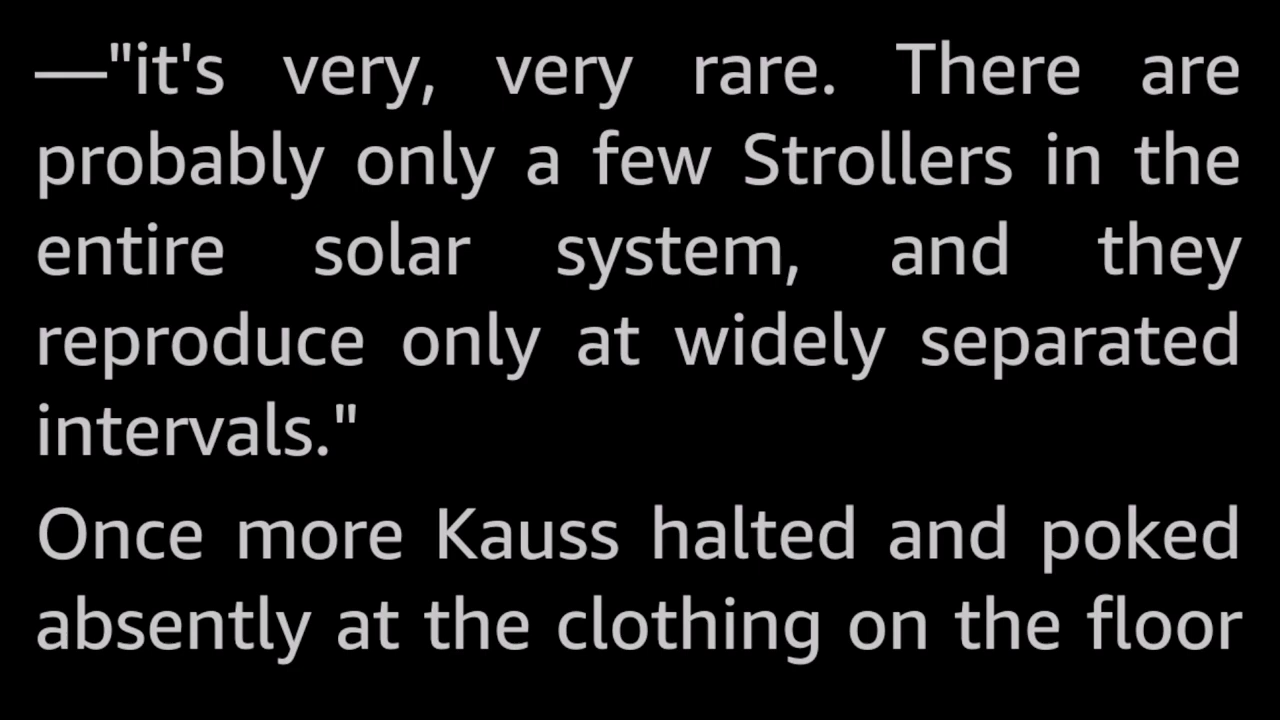 —"it's very, very rare. There are
probably only a few Strollers in the
entire solar system, and they
reproduce only at widely separated
intervals."
Once more Kauss halted and poked
absently at the clothing on the floor